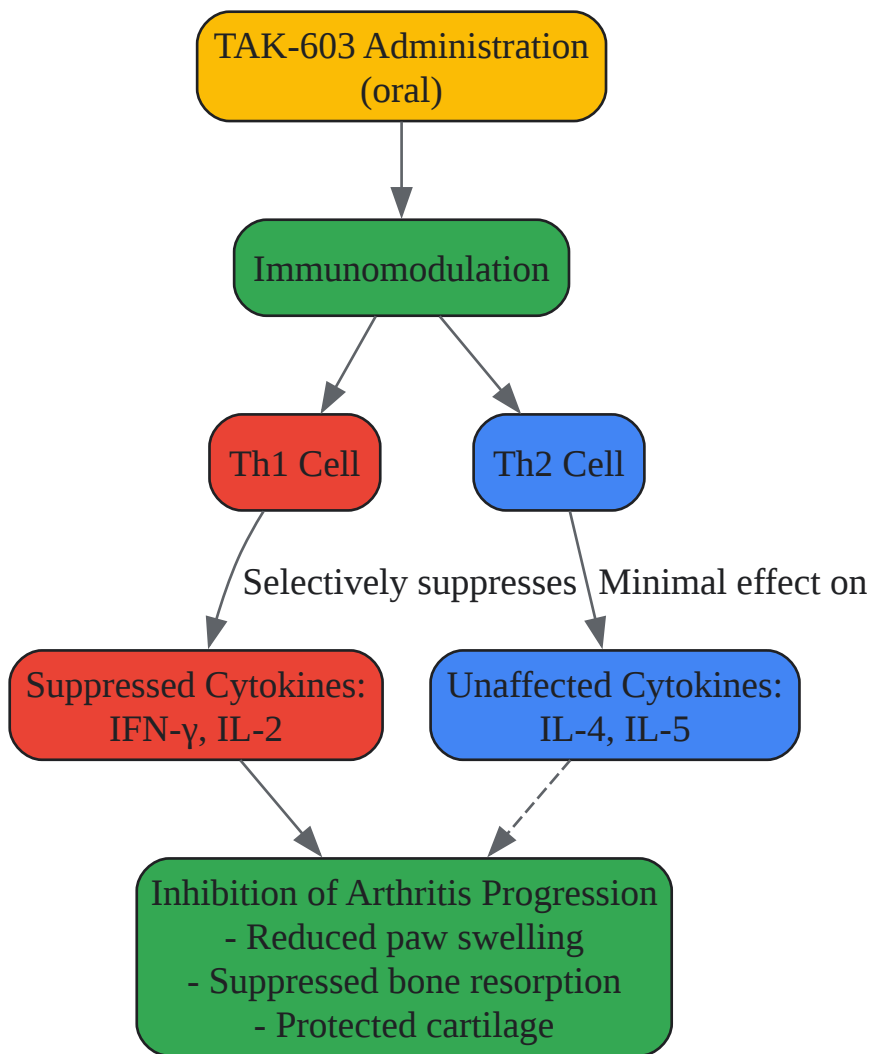 TAK-603 Administration
(oral)
Immunomodulation
Th1 Cell
Th2 Cell
Selectively suppresses
Minimal effect on
Suppressed Cytokines:
IFN-γ, IL-2
Unaffected Cytokines:
IL-4, IL-5
Inhibition of Arthritis Progression
- Reduced paw swelling
- Suppressed bone resorption
- Protected cartilage